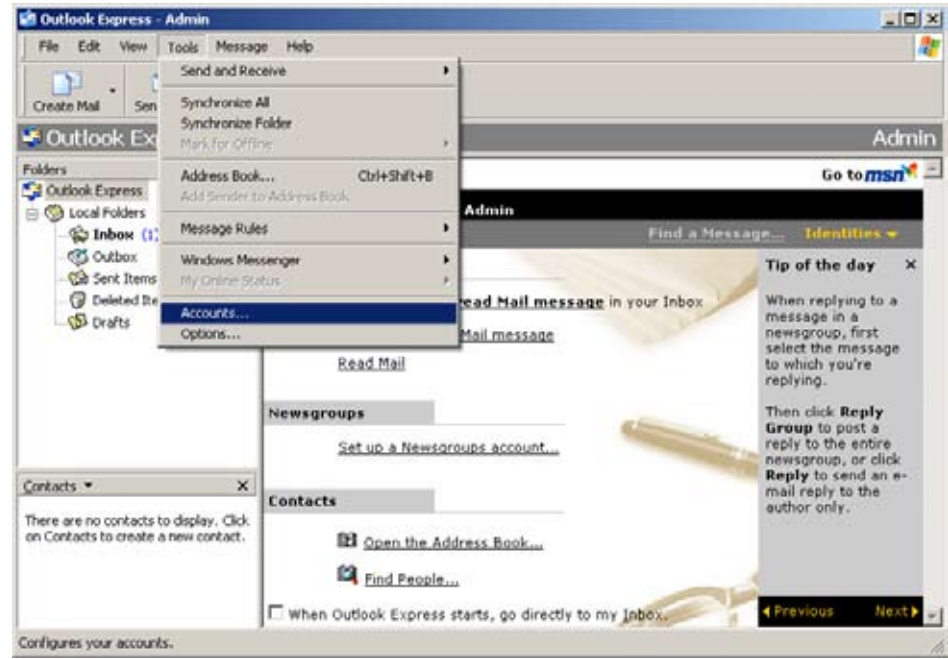 Outlook Express - Admin
File Edit View Tools Message Help
Create Mail Sen
Send and Receive
Synchronize All
Synchronize Folder
Mark for Offline
Address Book... Ctrl+Shift+B
Add Sender to Address Book
Message Rules
Windows Messenger
My Online Status
Accounts...
Options...
Outlook Ex
Admin
Folders
Outlook Express
Local Folders
Inbox (1)
Outbox
Sent Items
Deleted Ite
Drafts
Contacts
There are no contacts to display. Click
on Contacts to create a new contact.
Go to msn
Admin
Find a Message... Identities
read Mail message in your Inbox
Mail message
Read Mail
Newsgroups
Set up a Newsgroups account...
Contacts
Open the Address Book...
Find People...
When Outlook Express starts, go directly to my Inbox.
Tip of the day X
When replying to a
message in a
newsgroup, first
select the message
to which you're
replying.
Then click Reply
Group to post a
reply to the entire
newsgroup, or click
Reply to send an e-
mail reply to the
author only.
Previous Next
Configures your accounts.